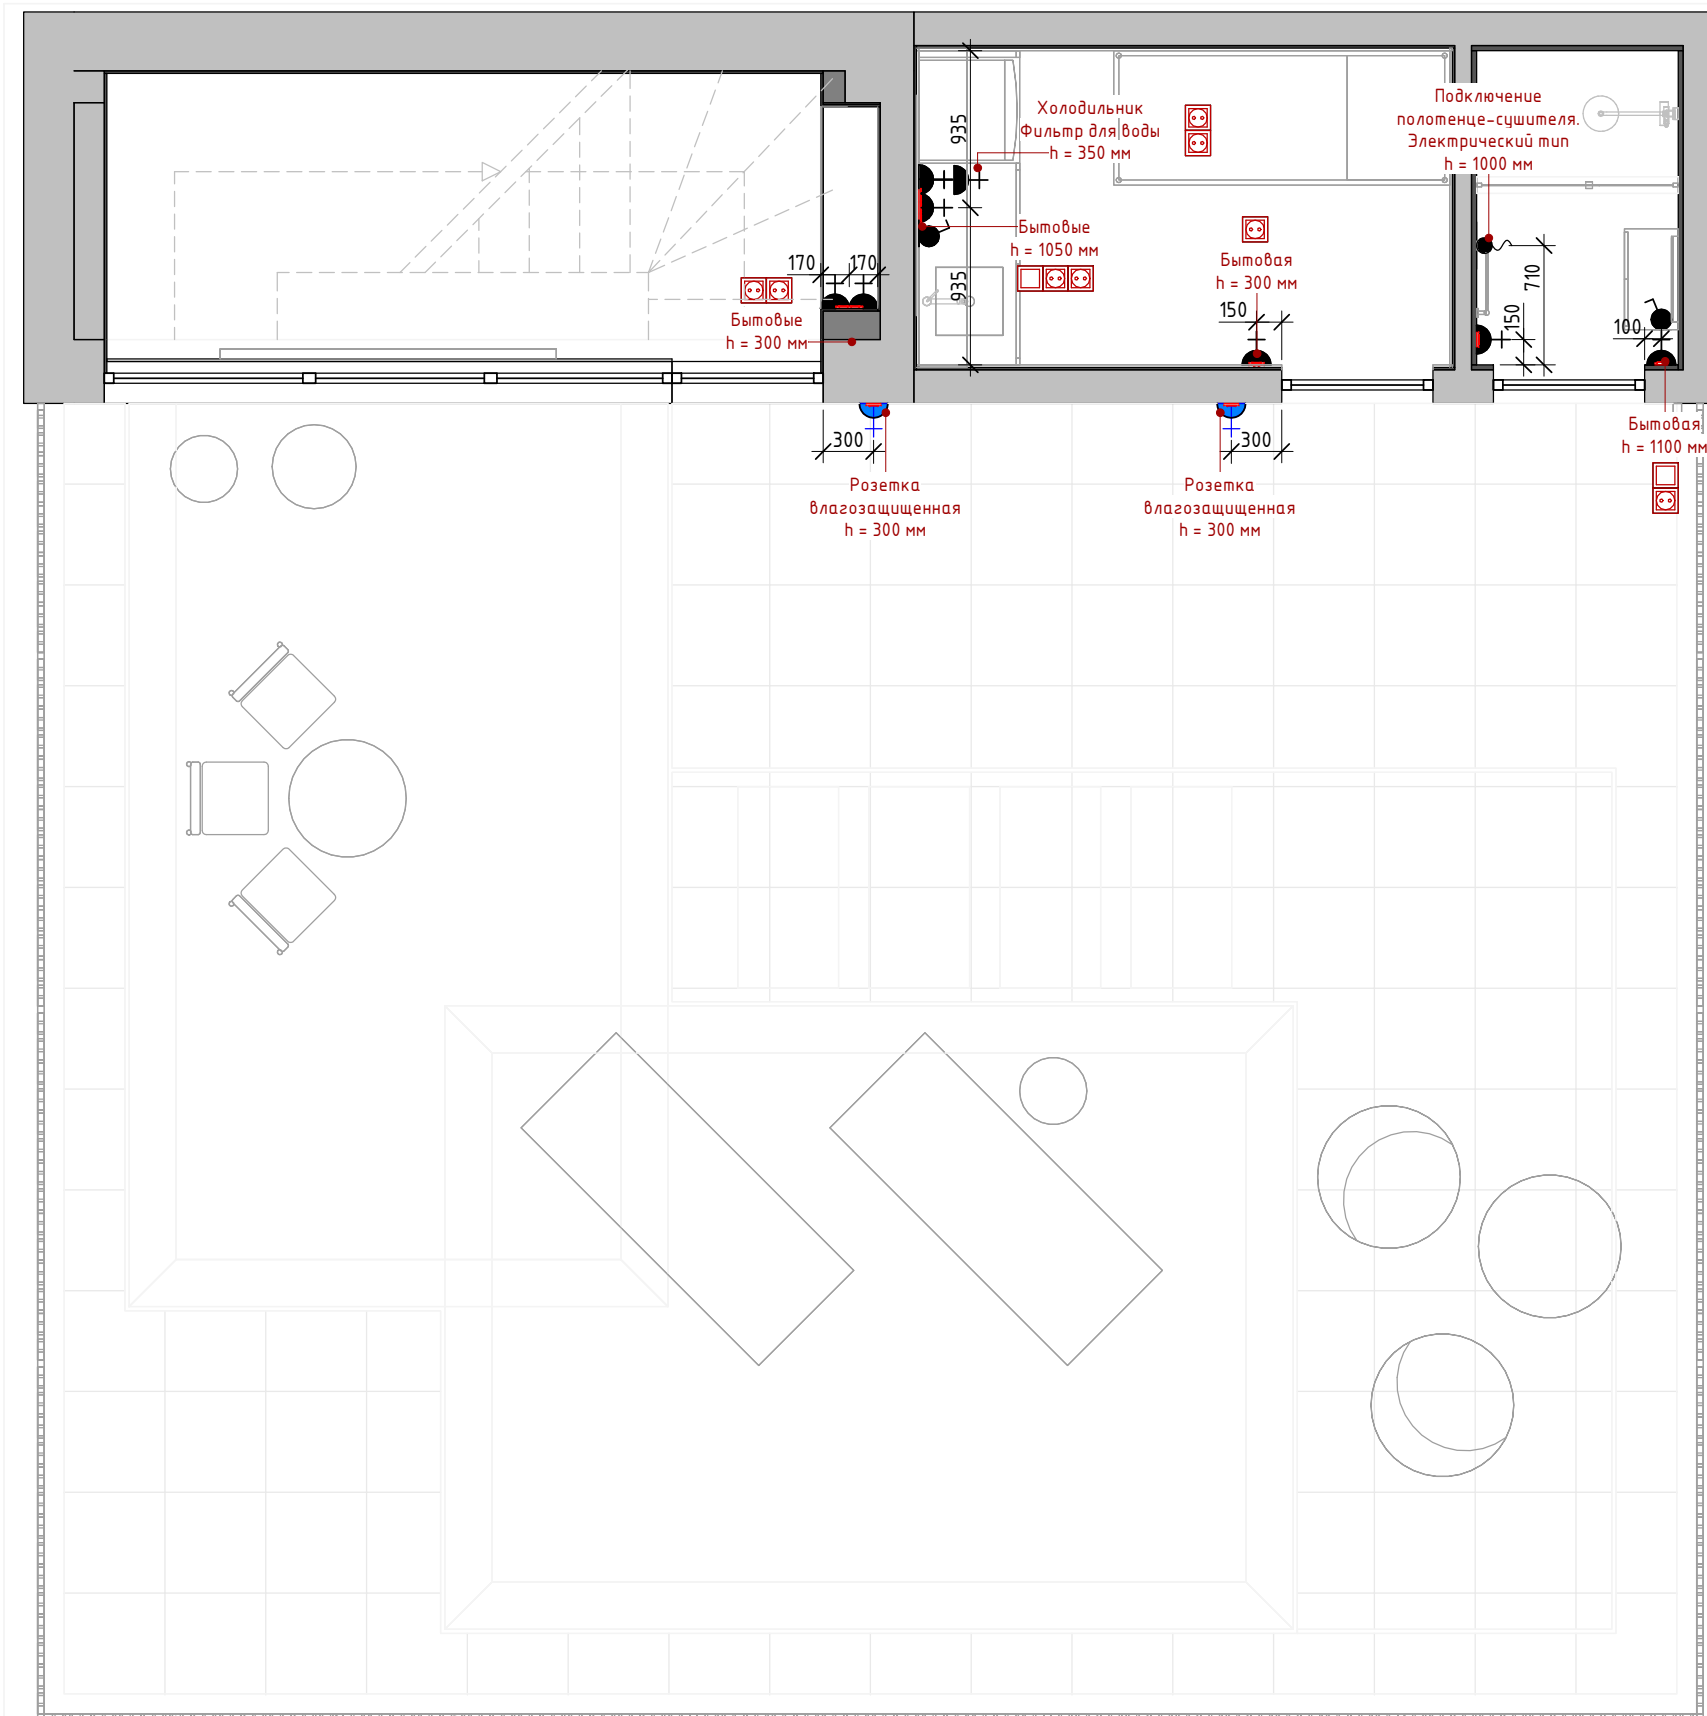 Холодильник
Фильтр для воды
h = 350 мм
935
Подключение
полотенце-сушителя.
Электрический тип
h = 1000 мм
Бытовые
h = 1050 мм
935
Бытовая
h = 300 мм
150
170
170
Бытовые
h = 300 мм
710
150
100
Бытовая
h = 1100 мм
300
Розетка
влагозащищенная
h = 300 мм
300
Розетка
влагозащищенная
h = 300 мм